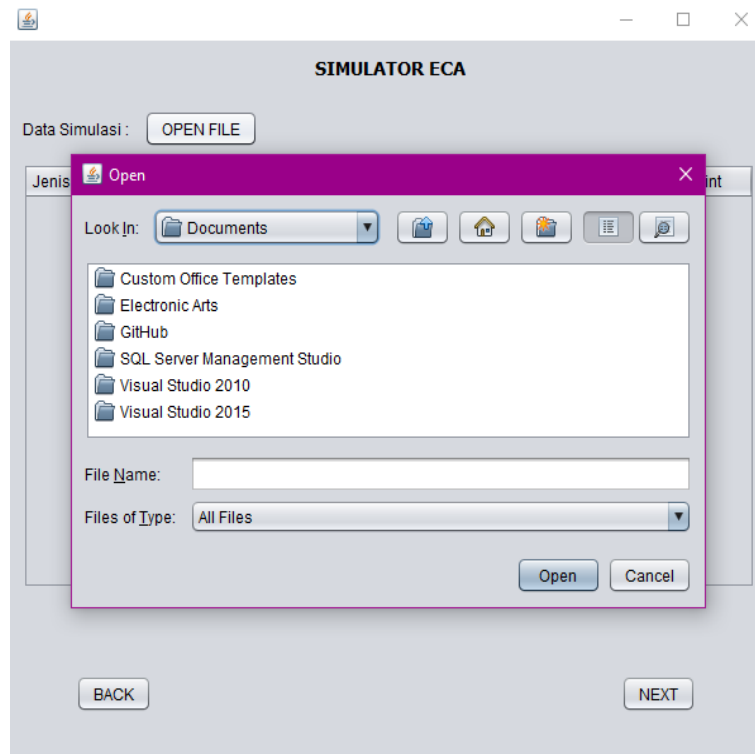 SIMULATOR ECA
Data Simulasi : OPEN FILE
Jenis int
Open
Look In: Documents
Custom Office Templates
Electronic Arts
GitHub
SQL Server Management Studio
Visual Studio 2010
Visual Studio 2015
File Name:
Files of Type: All Files
Open Cancel
BACK NEXT